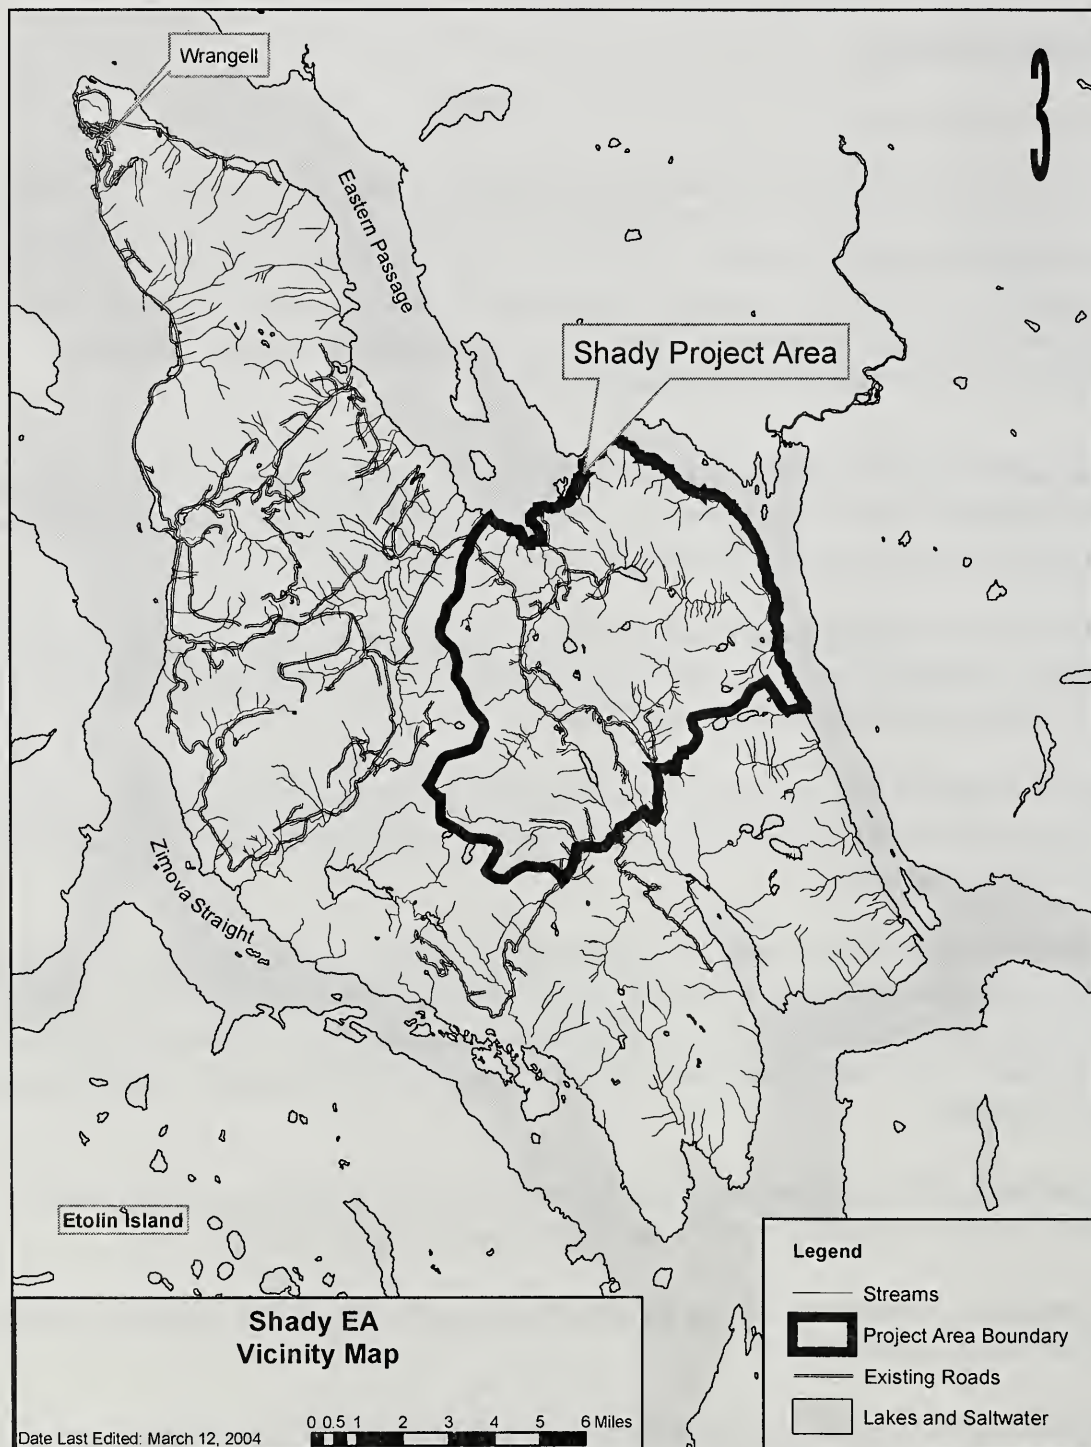 Wrangell
3
Eastern Passage
Shady Project Area
Zimova Straight
Etolin Island
Shady EA
Vicinity Map
0 0.5 1 2 3 4 5 6 Miles
Date Last Edited: March 12, 2004
Legend
Streams
Project Area Boundary
Existing Roads
Lakes and Saltwater